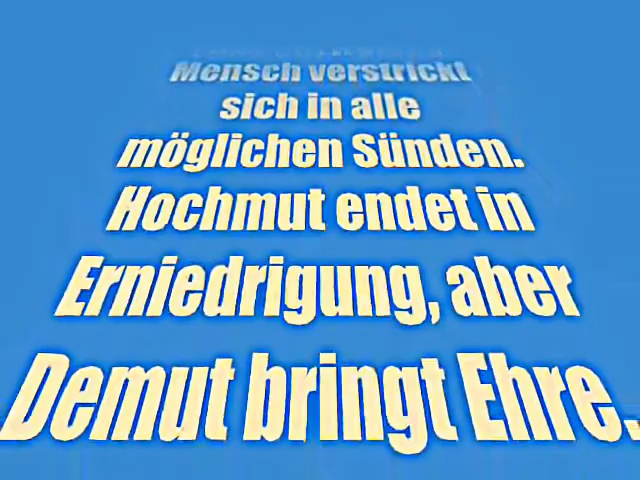 Mensch verstrickt
sich in alle
möglichen Sünden.
Hochmut endet in
Erniedrigung, aber
Demut bringt Ehre.